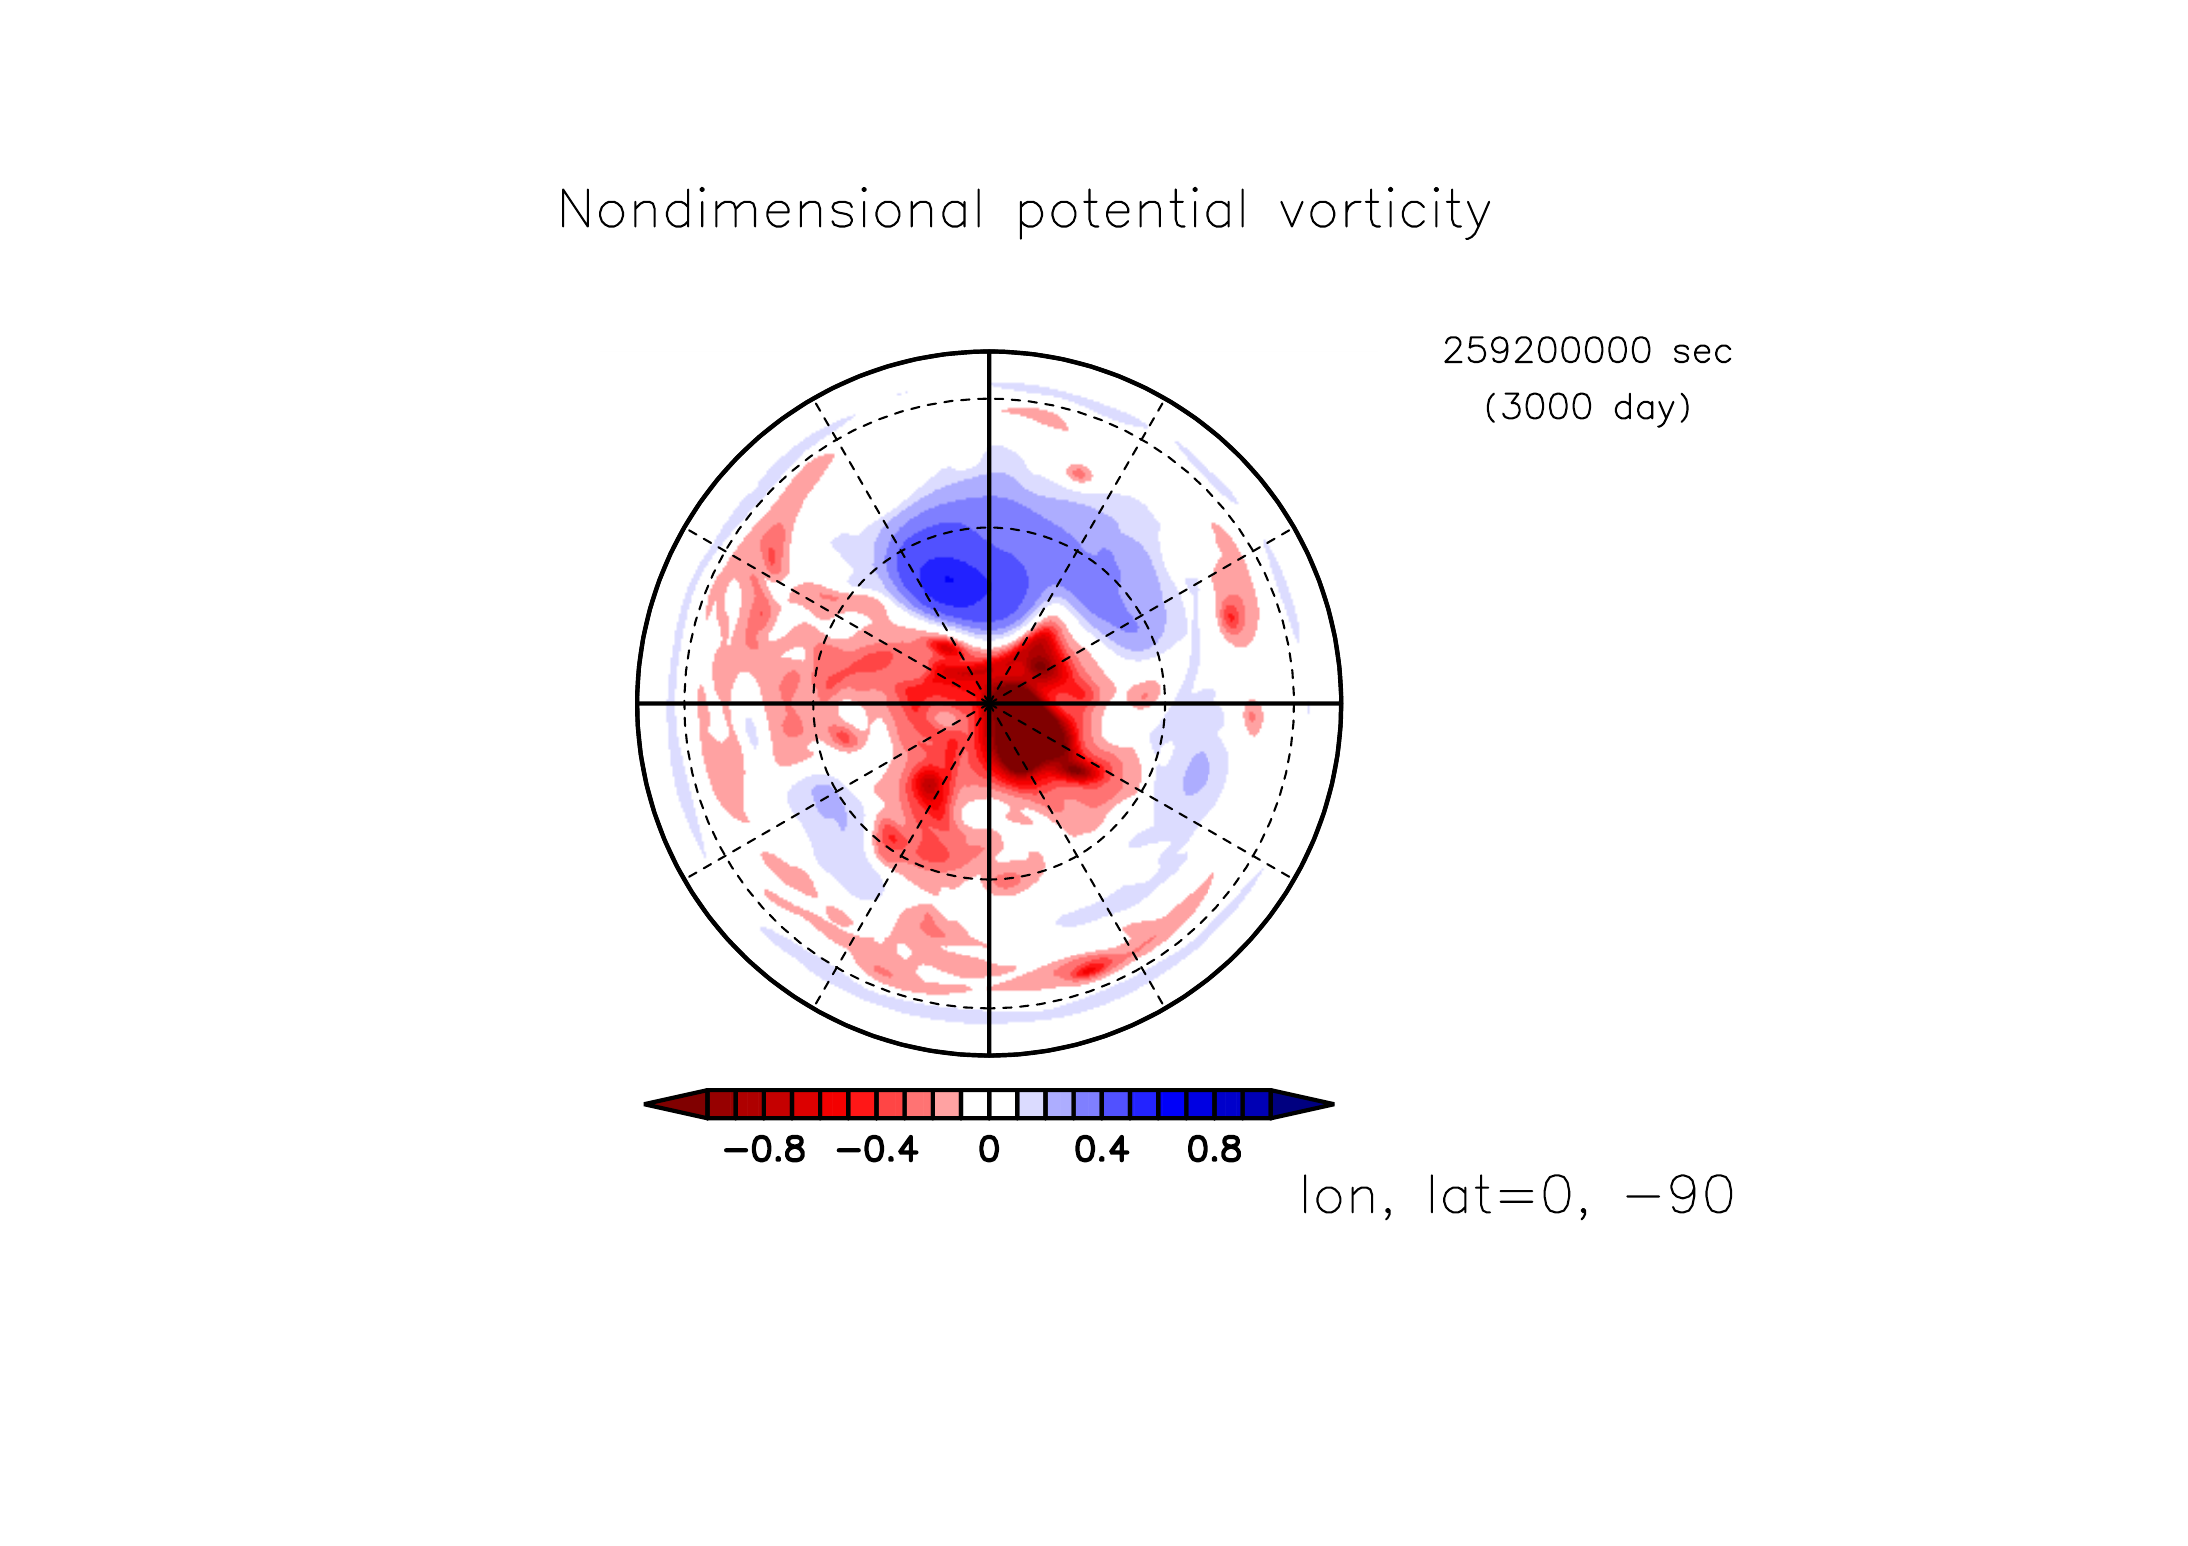 Nondimensional potential vorticity
259200000 sec
(3000 day)
−0.8 −0.4 0 0.4 0.8
lon, lat=0, −90